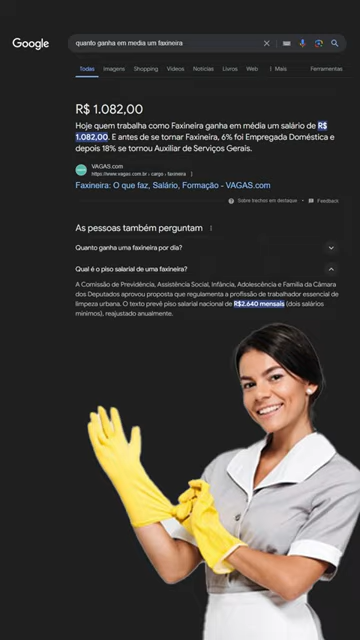 Google
quanto ganha em media um faxineira
Todas Imagens Shopping Vídeos Notícias Livros Web Mais Ferramentas
R$ 1.082,00
Hoje quem trabalha como Faxineira ganha em média um salário de R$
1.082,00. E antes de se tornar Faxineira, 6% foi Empregada Doméstica e
depois 18% se tornou Auxiliar de Serviços Gerais.
VAGAS.com
https://www.vagas.com.br › cargo › faxineira
Faxineira: O que faz, Salário, Formação - VAGAS.com
Sobre trechos em destaque • Feedback
As pessoas também perguntam
Quanto ganha uma faxineira por dia?
Qual é o piso salarial de uma faxineira?
A Comissão de Previdência, Assistência Social, Infância, Adolescência e Família da Câmara
dos Deputados aprovou proposta que regulamenta a profissão de trabalhador essencial de
limpeza urbana. O texto prevê piso salarial nacional de R$2.640 mensais (dois salários
mínimos), reajustado anualmente.